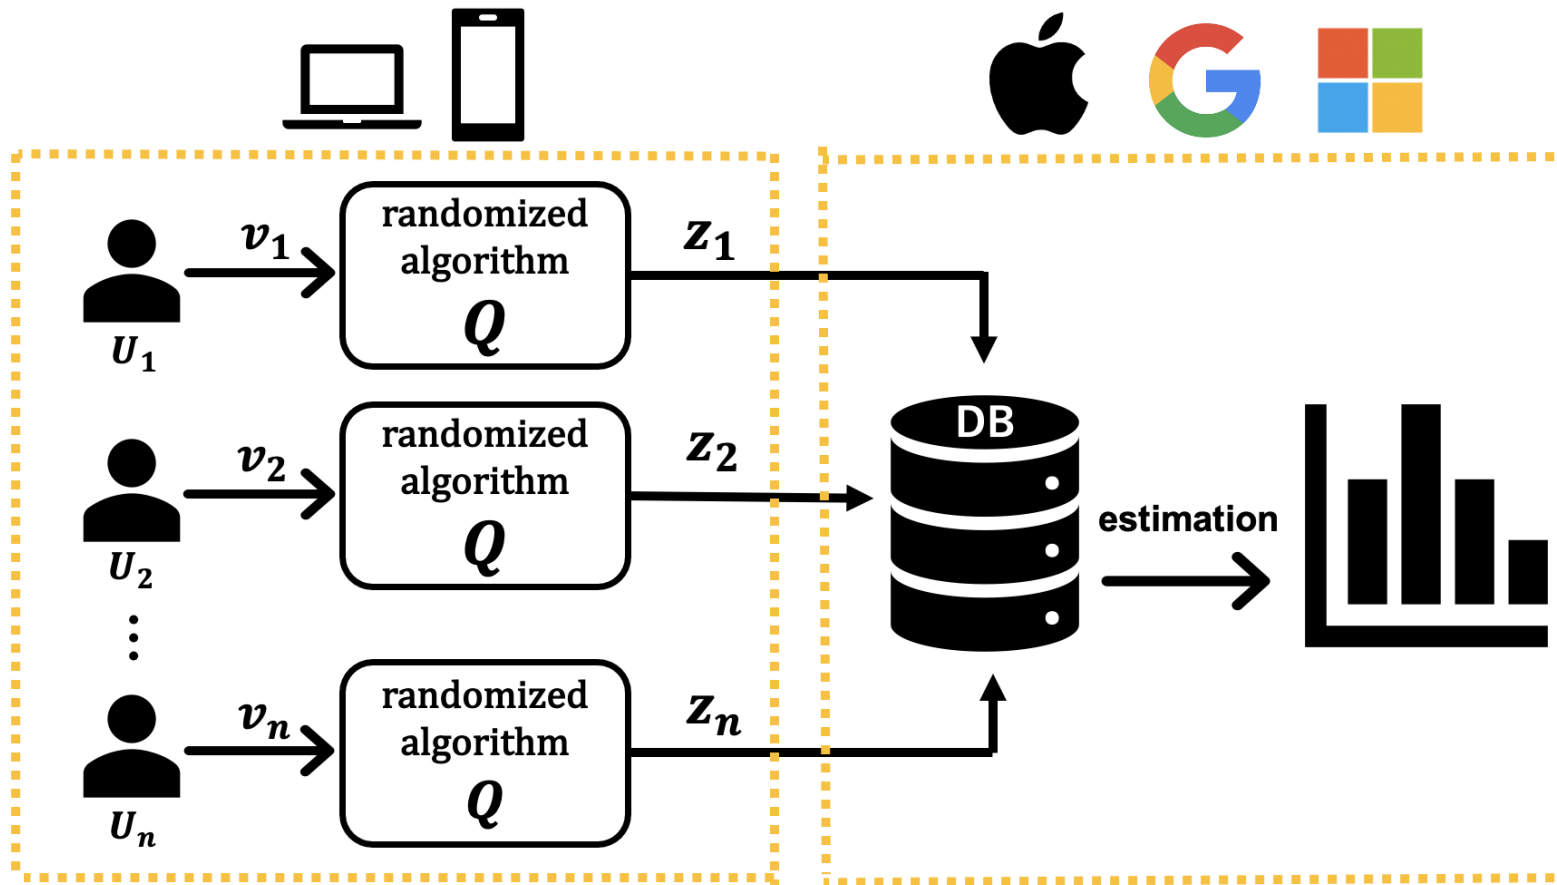 v1
randomized
algorithm
Q
z1
U1
v2
randomized
algorithm
Q
z2
U2
⋮
vn
randomized
algorithm
Q
zn
Un
DB
estimation